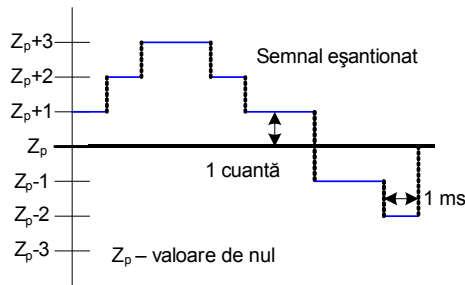 Zp+3
Semnal eşantionat
Zp+2
Zp+1
Zp
1 cuantă
Zp-1
1 ms
Zp-2
Zp-3
Zp – valoare de nul